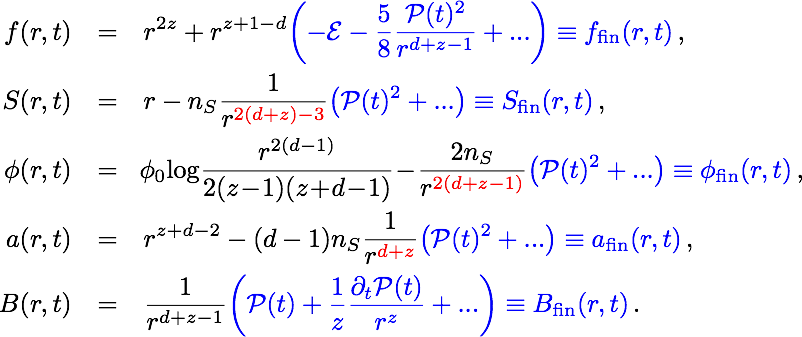 f(r,t) = r^{2z} + r^{z+1-d} \left( -\mathcal{E} - \frac{5}{8} \frac{\mathcal{P}(t)^2}{r^{d+z-1}} + ... \right) \equiv f_{\rm fin}(r,t) ,
S(r,t) = r - n_S \frac{1}{r^{2(d+z)-3}} \left( \mathcal{P}(t)^2 + ... \right) \equiv S_{\rm fin}(r,t) ,
\phi(r,t) = \phi_0 \log \frac{r^{2(d-1)}}{2(z-1)(z+d-1)} - \frac{2n_S}{r^{2(d+z-1)}} \left( \mathcal{P}(t)^2 + ... \right) \equiv \phi_{\rm fin}(r,t) ,
a(r,t) = r^{z+d-2} - (d-1)n_S \frac{1}{r^{d+z}} \left( \mathcal{P}(t)^2 + ... \right) \equiv a_{\rm fin}(r,t) ,
B(r,t) = \frac{1}{r^{d+z-1}} \left( \mathcal{P}(t) + \frac{1}{z} \frac{\partial_t \mathcal{P}(t)}{r^z} + ... \right) \equiv B_{\rm fin}(r,t) .